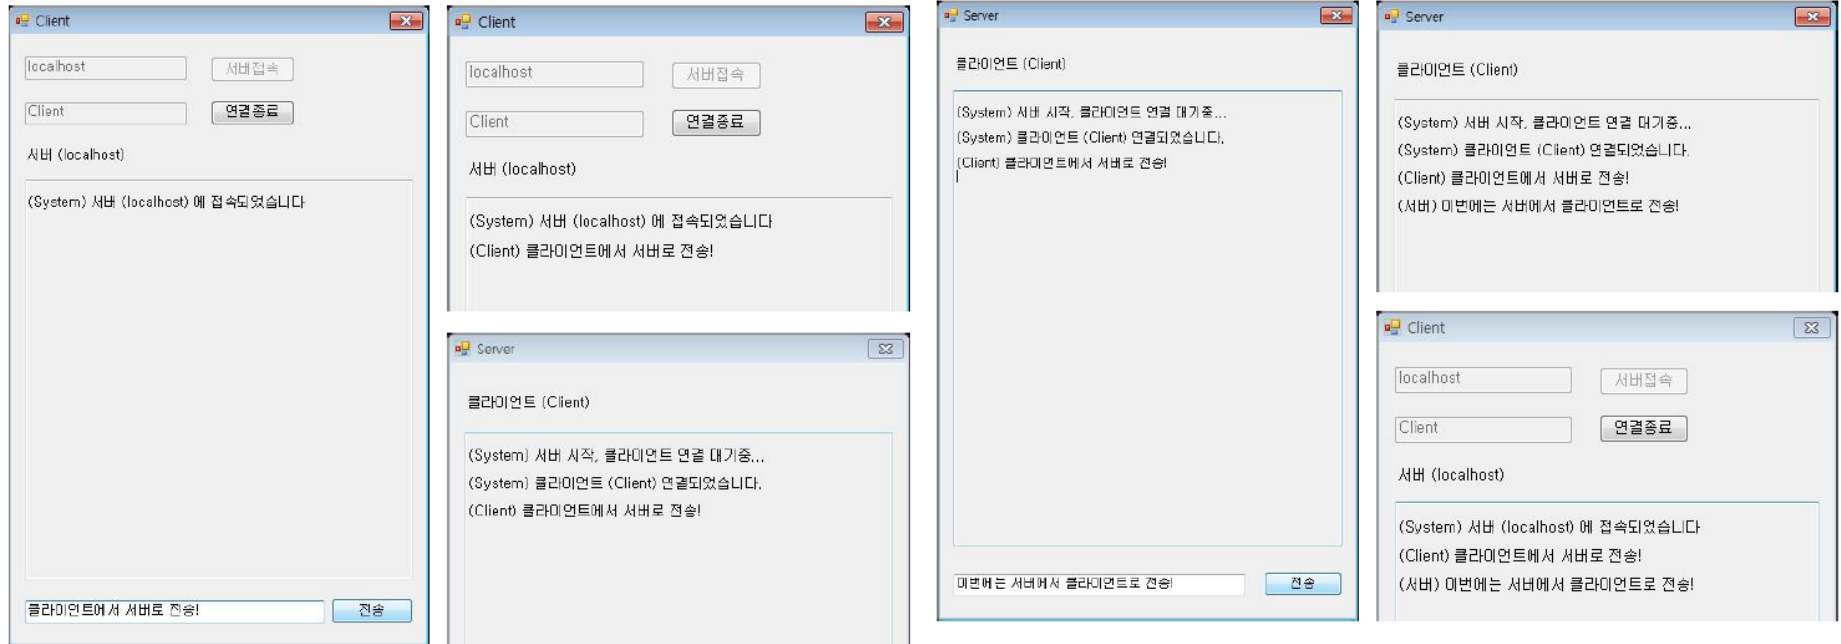 Client
localhost
서버접속
Client
연결종료
서버 (localhost)
(System) 서버 (localhost) 에 접속되었습니다
클라이언트에서 서버로 전송!
전송
Client
localhost
서버접속
Client
연결종료
서버 (localhost)
(System) 서버 (localhost) 에 접속되었습니다
(Client) 클라이언트에서 서버로 전송!
Server
클라이언트 (Client)
(System) 서버 시작, 클라이언트 연결 대기중...
(System) 클라이언트 (Client) 연결되었습니다.
(Client) 클라이언트에서 서버로 전송!
Server
클라이언트 (Client)
(System) 서버 시작, 클라이언트 연결 대기중...
(System) 클라이언트 (Client) 연결되었습니다.
(Client) 클라이언트에서 서버로 전송!
이번에는 서버에서 클라이언트로 전송!
전송
Server
클라이언트 (Client)
(System) 서버 시작, 클라이언트 연결 대기중...
(System) 클라이언트 (Client) 연결되었습니다.
(Client) 클라이언트에서 서버로 전송!
(서버) 이번에는 서버에서 클라이언트로 전송!
Client
localhost
서버접속
Client
연결종료
서버 (localhost)
(System) 서버 (localhost) 에 접속되었습니다
(Client) 클라이언트에서 서버로 전송!
(서버) 이번에는 서버에서 클라이언트로 전송!